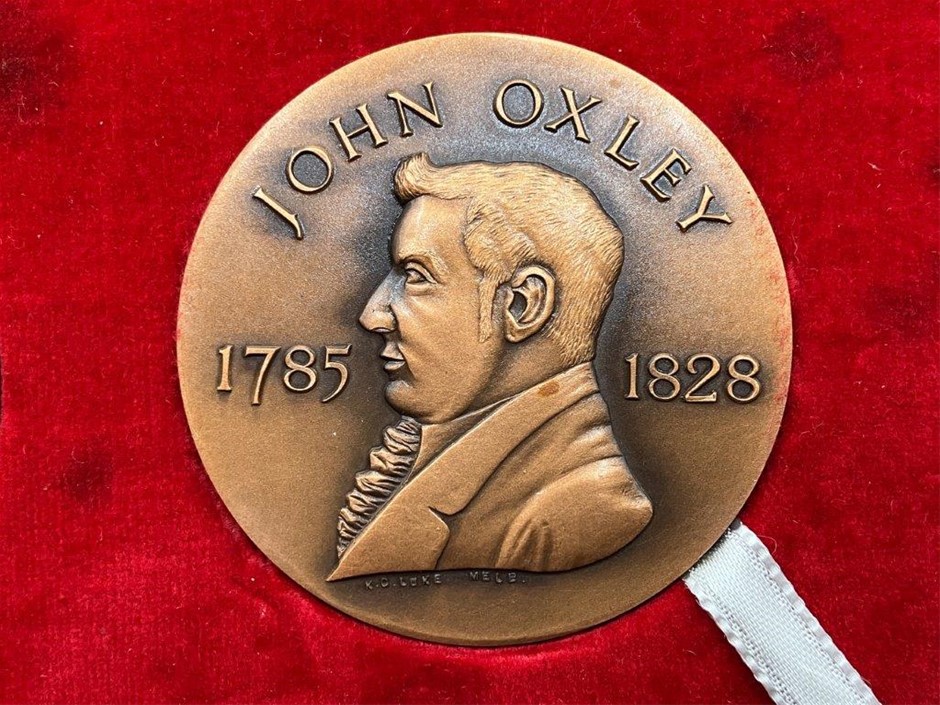 JOHN OXLEY
1785 1828
K.G.LUKE. MELB.